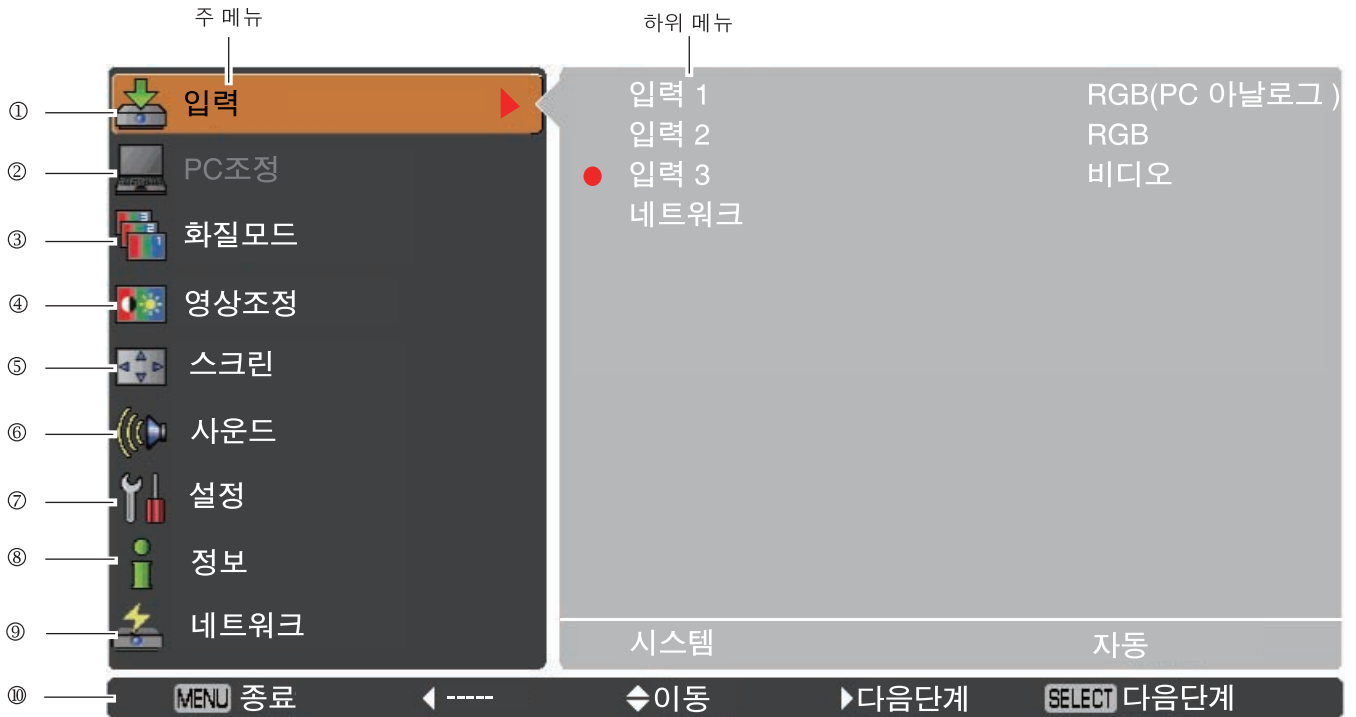 주 메뉴
하위 메뉴
① 입력
② PC조정
③ 화질모드
④ 영상조정
⑤ 스크린
⑥ 사운드
⑦ 설정
⑧ 정보
⑨ 네트워크
입력 1 RGB(PC 아날로그 )
입력 2 RGB
입력 3 비디오
네트워크
시스템 자동
⑩ MENU 종료 ----- 이동 다음단계 SELECT 다음단계